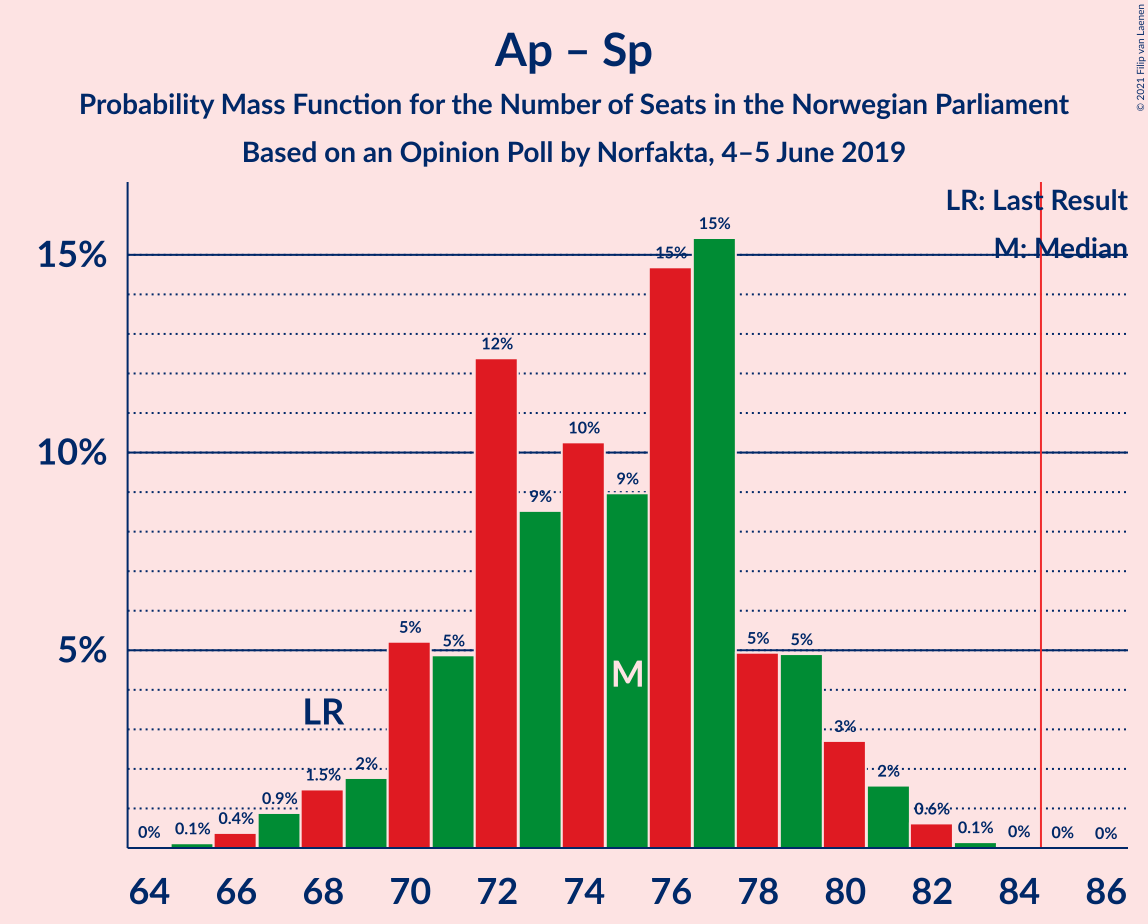 Ap – Sp
Probability Mass Function for the Number of Seats in the Norwegian Parliament
Based on an Opinion Poll by Norfakta, 4–5 June 2019
© 2021 Filip van Laenen
LR: Last Result
M: Median
15%
10%
5%
0%
0.1%
0.4%
0.9%
1.5%
2%
5%
5%
12%
9%
10%
9%
15%
15%
5%
5%
3%
2%
0.6%
0.1%
0%
0%
0%
LR
M
64 66 68 70 72 74 76 78 80 82 84 86